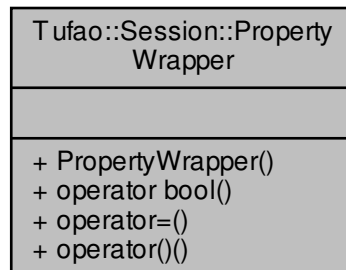 Tufao::Session::Property
Wrapper
+ PropertyWrapper()
+ operator bool()
+ operator=()
+ operator()()